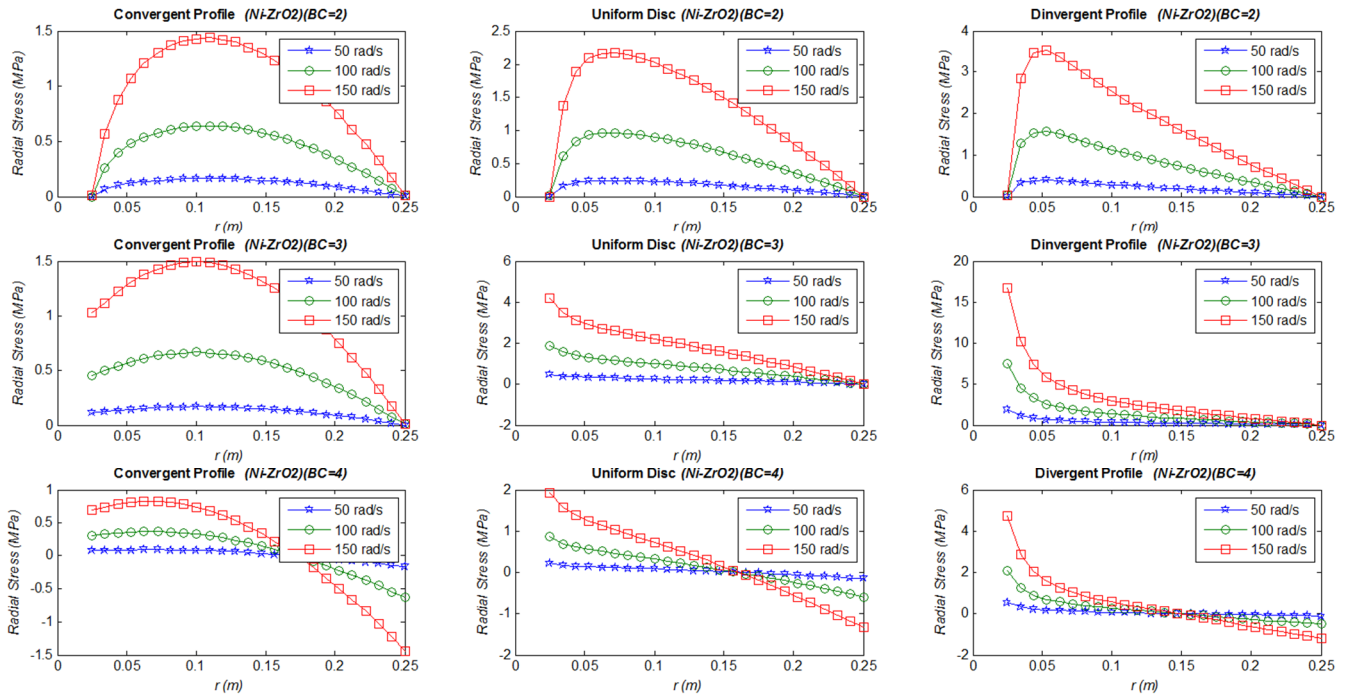 Convergent Profile (Ni-ZrO2)(BC=2)
Radial Stress (MPa)
1.5
1
0.5
0
50 rad/s
100 rad/s
150 rad/s
0 0.05 0.1 0.15 0.2 0.25
r (m)
Uniform Disc (Ni-ZrO2)(BC=2)
Radial Stress (MPa)
2.5
2
1.5
1
0.5
0
50 rad/s
100 rad/s
150 rad/s
0 0.05 0.1 0.15 0.2 0.25
r (m)
Dinvergent Profile (Ni-ZrO2)(BC=2)
Radial Stress (MPa)
4
3
2
1
0
50 rad/s
100 rad/s
150 rad/s
0 0.05 0.1 0.15 0.2 0.25
r (m)
Convergent Profile (Ni-ZrO2)(BC=3)
Radial Stress (MPa)
1.5
1
0.5
0
50 rad/s
100 rad/s
150 rad/s
0 0.05 0.1 0.15 0.2 0.25
r (m)
Uniform Disc (Ni-ZrO2)(BC=3)
Radial Stress (MPa)
6
4
2
0
-2
50 rad/s
100 rad/s
150 rad/s
0 0.05 0.1 0.15 0.2 0.25
r (m)
Dinvergent Profile (Ni-ZrO2)(BC=3)
Radial Stress (MPa)
20
15
10
5
0
50 rad/s
100 rad/s
150 rad/s
0 0.05 0.1 0.15 0.2 0.25
r (m)
Convergent Profile (Ni-ZrO2)(BC=4)
Radial Stress (MPa)
1
0.5
0
-0.5
-1
-1.5
50 rad/s
100 rad/s
150 rad/s
0 0.05 0.1 0.15 0.2 0.25
r (m)
Uniform Disc (Ni-ZrO2)(BC=4)
Radial Stress (MPa)
2
1
0
-1
-2
50 rad/s
100 rad/s
150 rad/s
0 0.05 0.1 0.15 0.2 0.25
r (m)
Divergent Profile (Ni-ZrO2)(BC=4)
Radial Stress (MPa)
6
4
2
0
-2
50 rad/s
100 rad/s
150 rad/s
0 0.05 0.1 0.15 0.2 0.25
r (m)